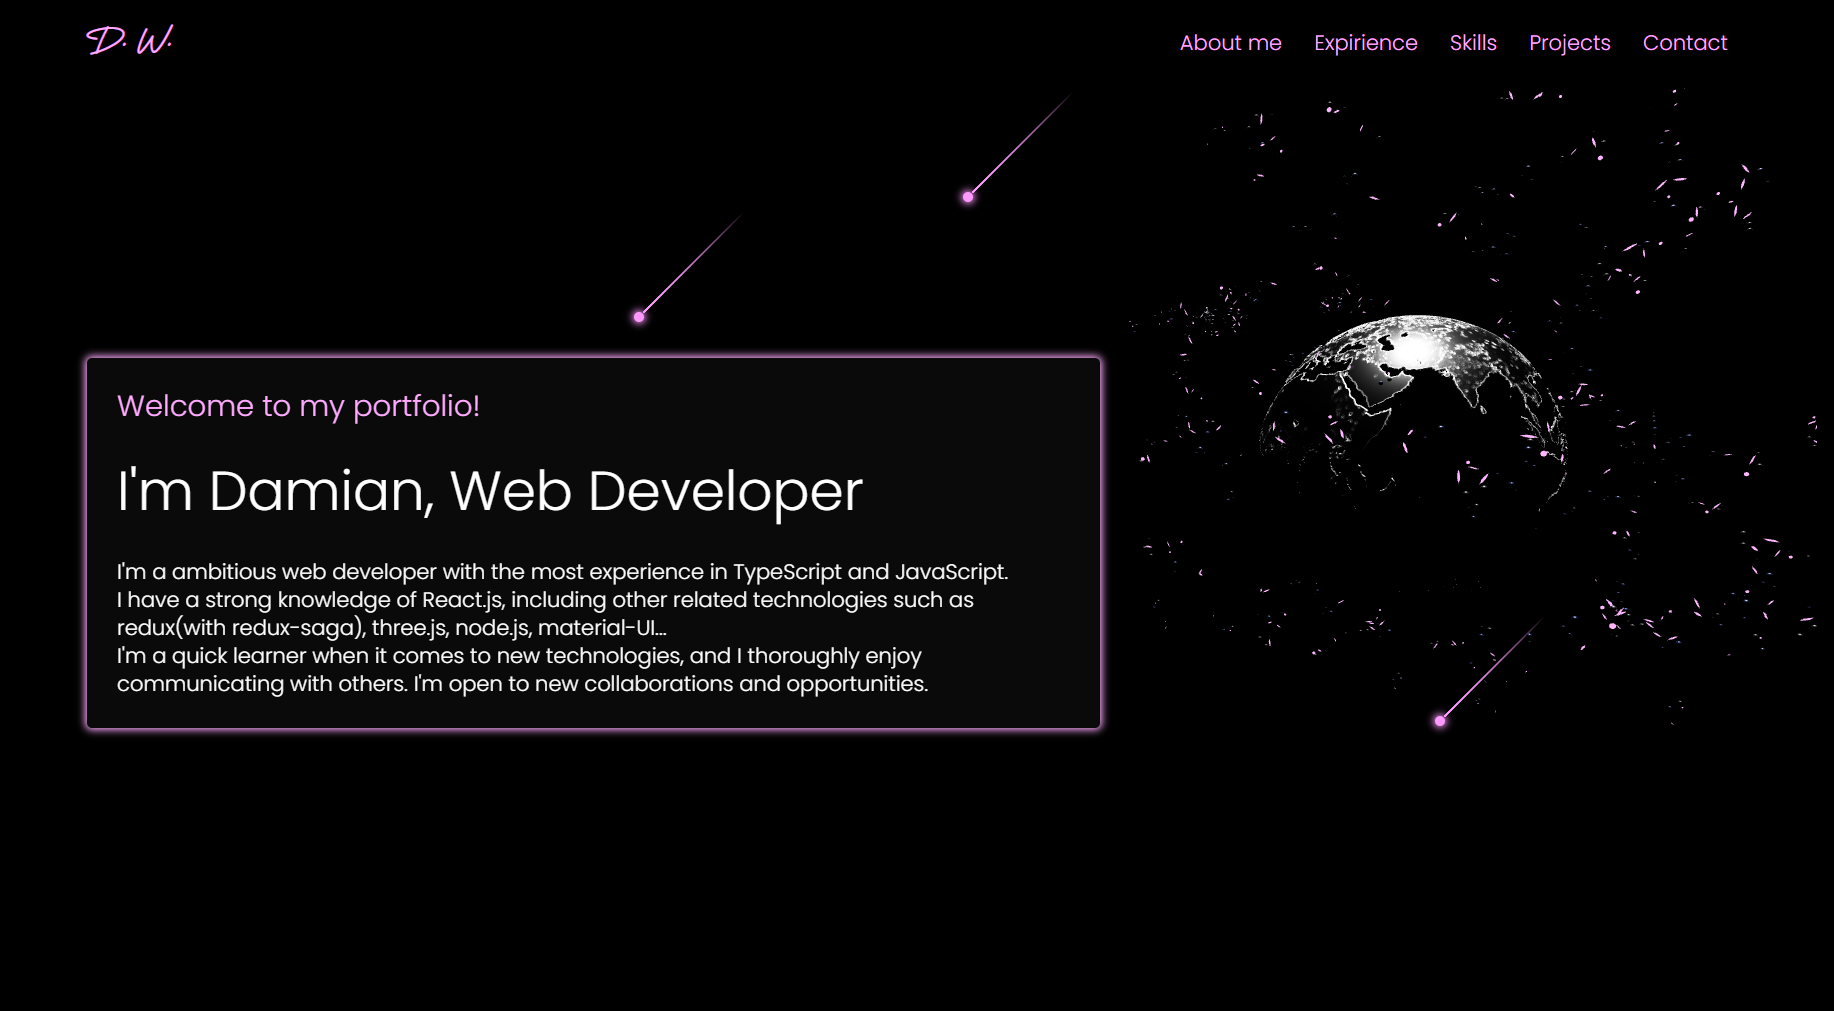 D. W.
About me Expirience Skills Projects Contact
Welcome to my portfolio!
I'm Damian, Web Developer
I'm a ambitious web developer with the most experience in TypeScript and JavaScript.
I have a strong knowledge of React.js, including other related technologies such as
redux(with redux-saga), three.js, node.js, material-UI...
I'm a quick learner when it comes to new technologies, and I thoroughly enjoy
communicating with others. I'm open to new collaborations and opportunities.